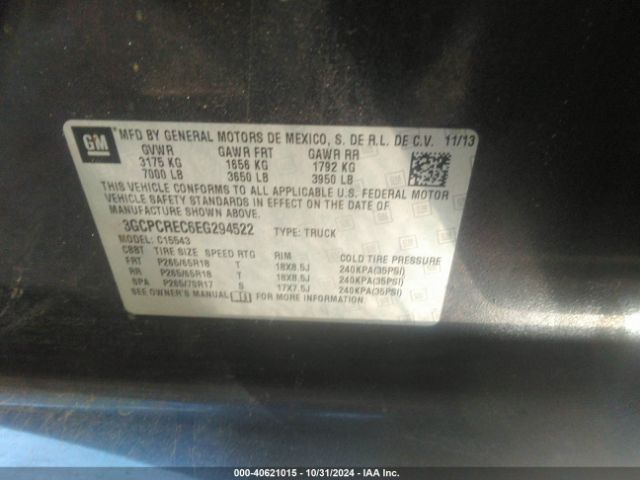 GM
MFD BY GENERAL MOTORS DE MEXICO, S. DE R.L. DE C.V. 11/13
GVWR GAWR FRT GAWR RR
3175 KG 1656 KG 1792 KG
7000 LB 3650 LB 3950 LB
THIS VEHICLE CONFORMS TO ALL APPLICABLE U.S. FEDERAL MOTOR
VEHICLE SAFETY STANDARDS IN EFFECT ON THE DATE OF
MANUFACTURE SHOWN ABOVE.
3GCPCREC6EG294522 TYPE: TRUCK
MODEL: C15543
CBBT TIRE SIZE SPEED RTG RIM COLD TIRE PRESSURE
FRT P265/65R18 T 18X8.5J 240KPA(35PSI)
RR P265/65R18 T 18X8.5J 240KPA(35PSI)
SPA P265/70R17 S 17X7.5J 240KPA(35PSI)
SEE OWNER'S MANUAL FOR MORE INFORMATION.
000-40621015 - 10/31/2024 - IAA Inc.